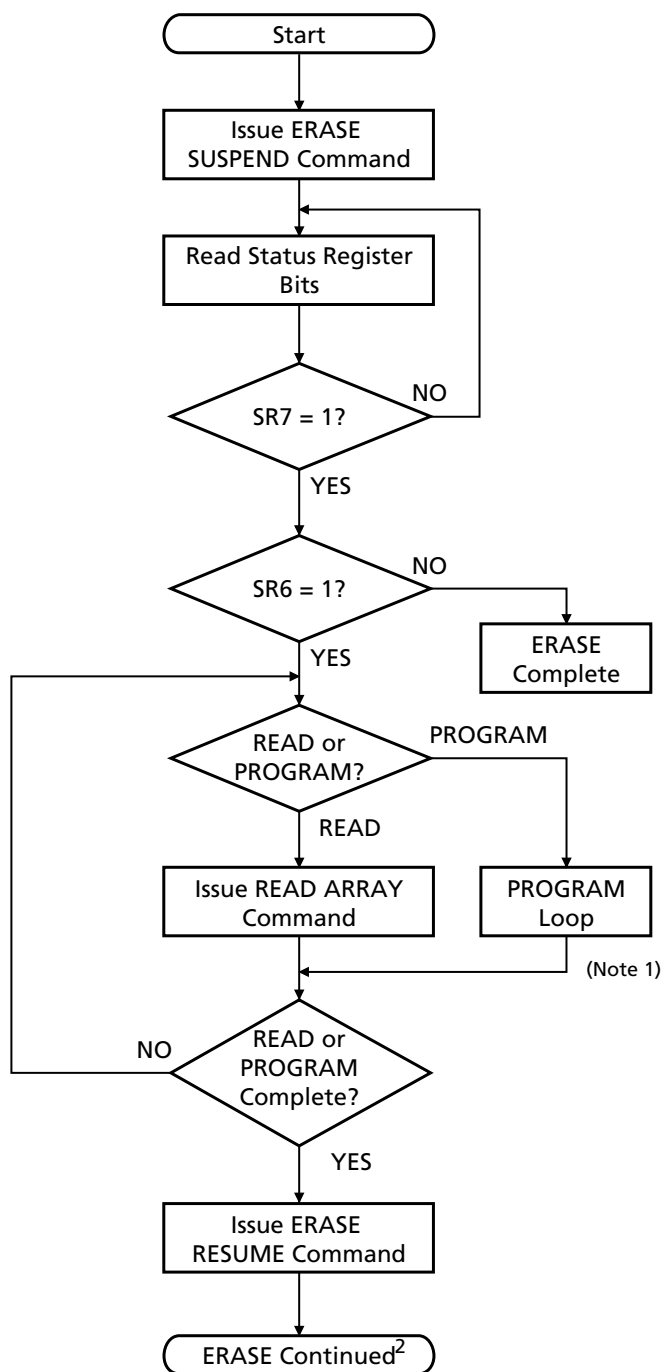 Start
Issue ERASE
SUSPEND Command
Read Status Register
Bits
SR7 = 1?
NO
YES
SR6 = 1?
NO
YES
ERASE
Complete
READ or
PROGRAM?
PROGRAM
READ
Issue READ ARRAY
Command
PROGRAM
Loop
(Note 1)
READ or
PROGRAM
Complete?
NO
YES
Issue ERASE
RESUME Command
ERASE Continued2